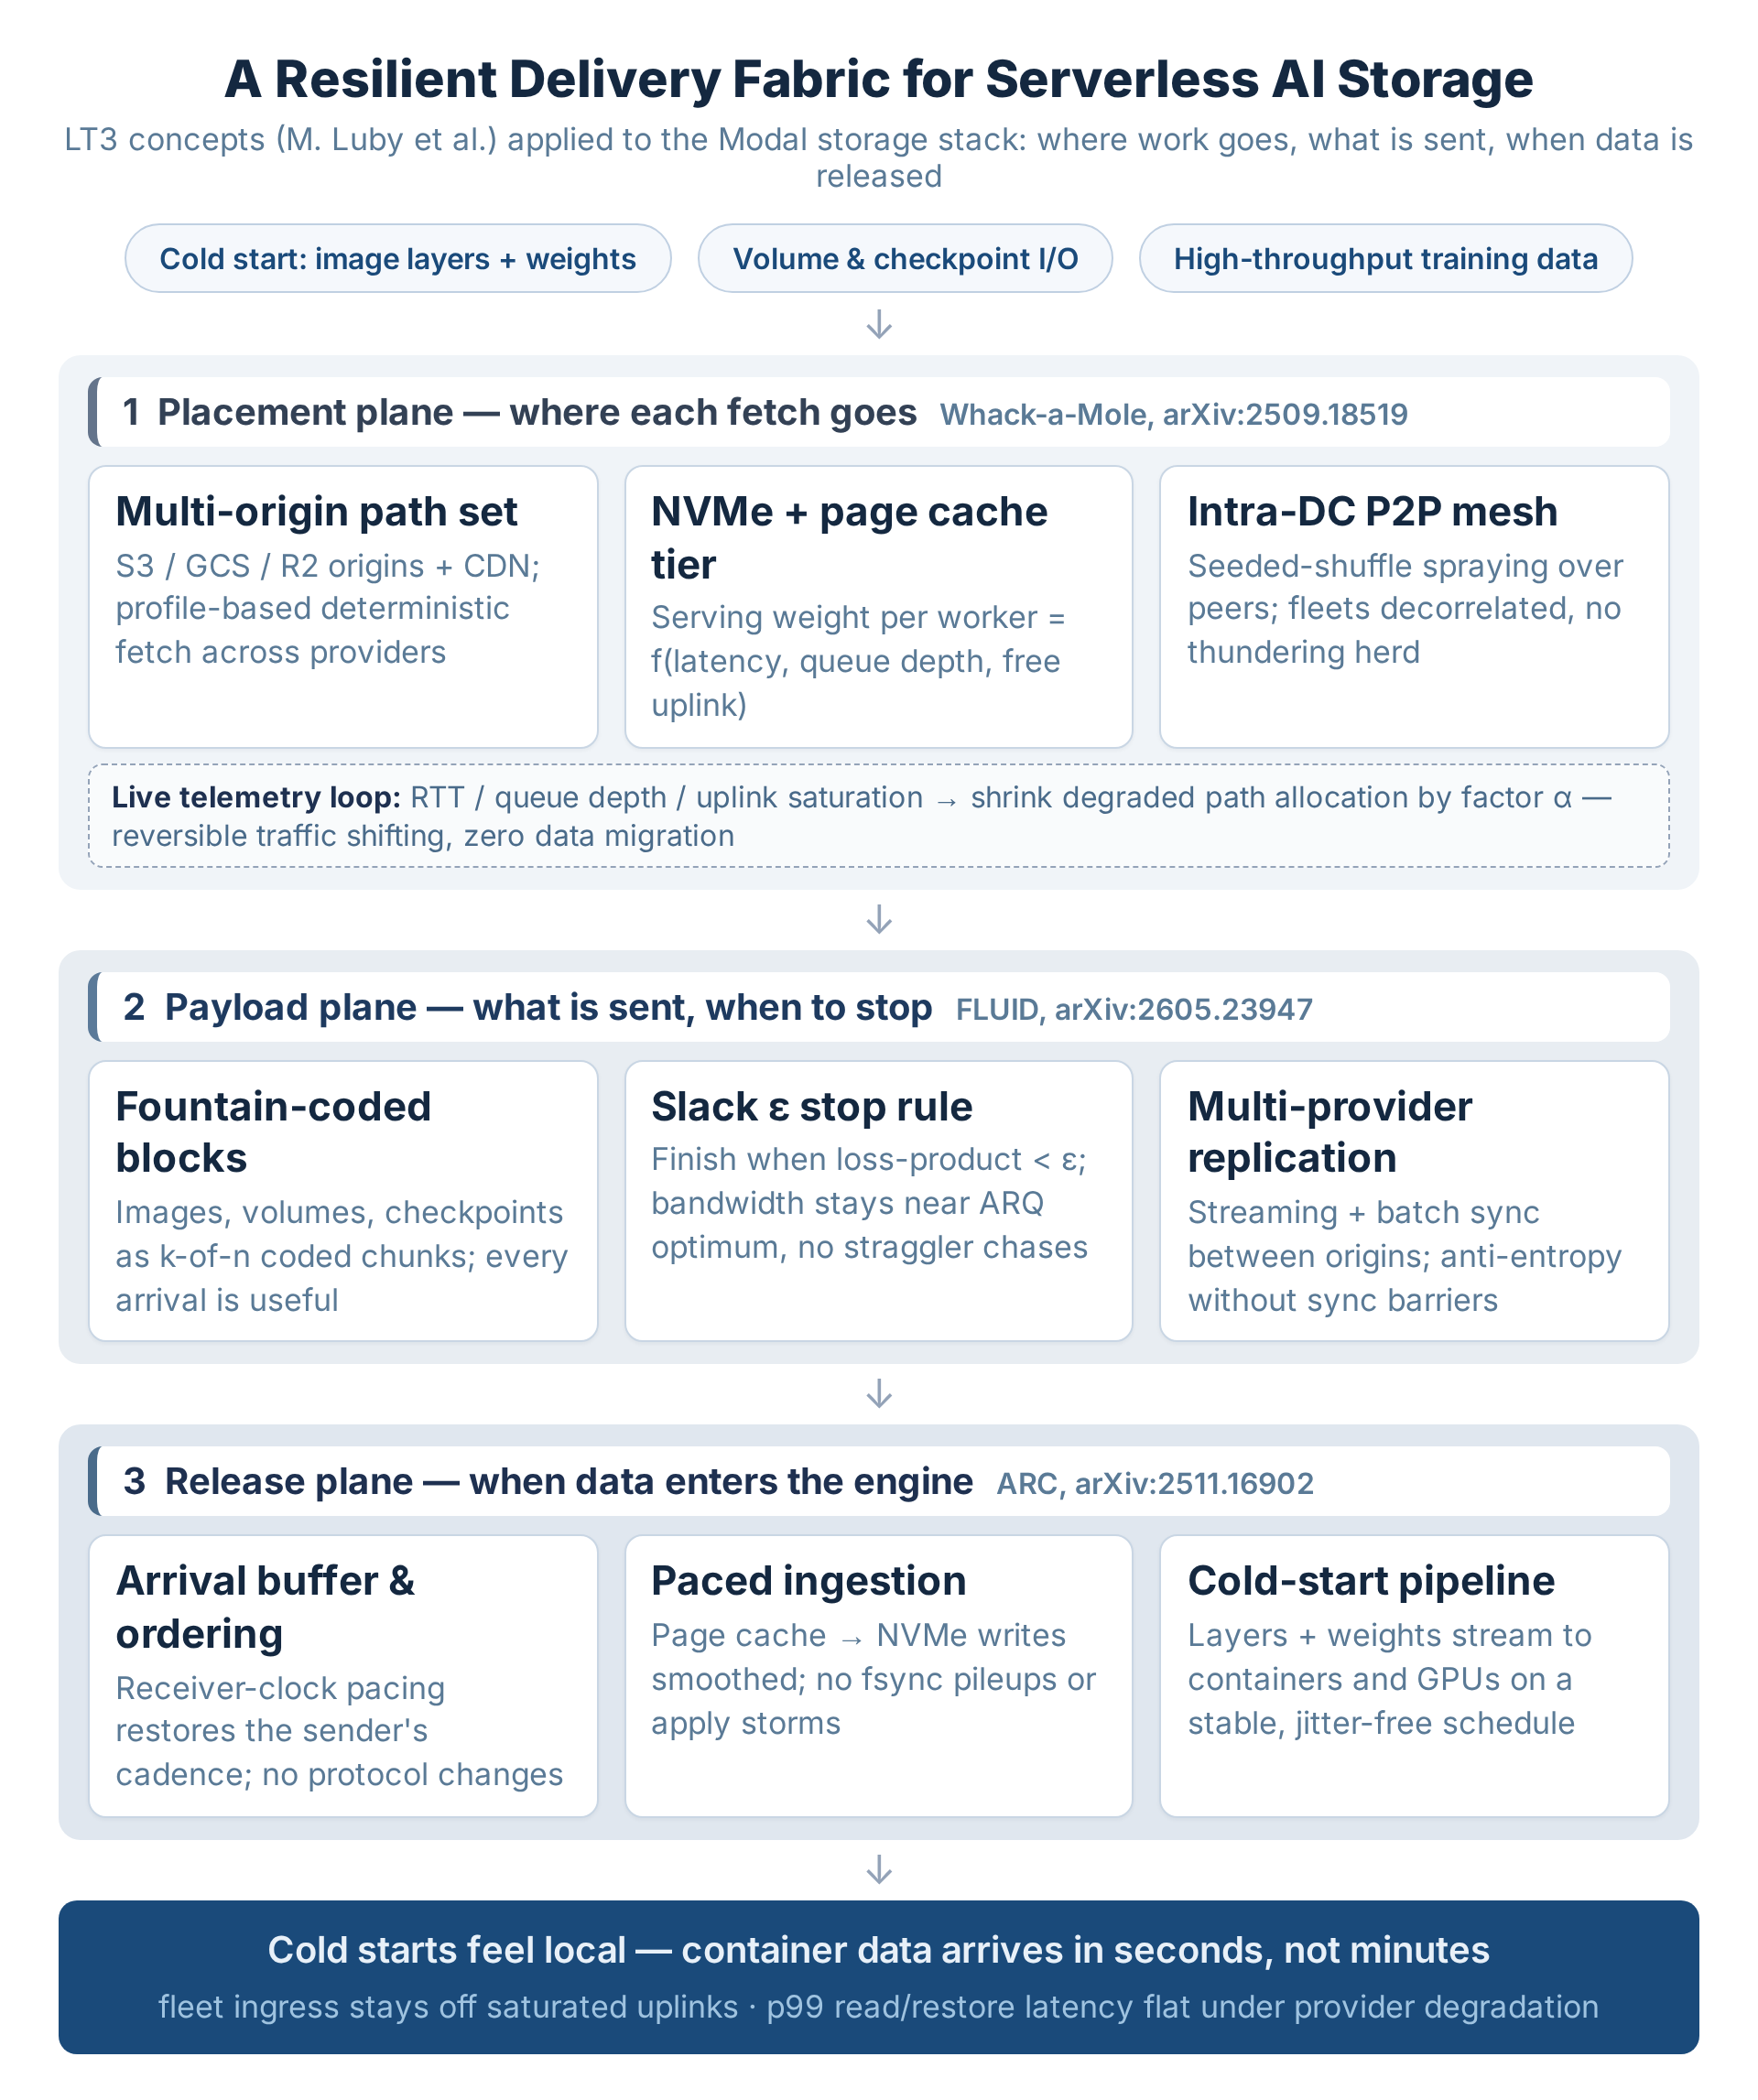 A Resilient Delivery Fabric for Serverless AI Storage
LT3 concepts (M. Luby et al.) applied to the Modal storage stack: where work goes, what is sent, when data is
released
Cold start: image layers + weights
Volume & checkpoint I/O
High-throughput training data
↓
1 Placement plane — where each fetch goes Whack-a-Mole, arXiv:2509.18519
Multi-origin path set
S3 / GCS / R2 origins + CDN;
profile-based deterministic
fetch across providers
NVMe + page cache
tier
Serving weight per worker =
f(latency, queue depth, free
uplink)
Intra-DC P2P mesh
Seeded-shuffle spraying over
peers; fleets decorrelated, no
thundering herd
Live telemetry loop: RTT / queue depth / uplink saturation → shrink degraded path allocation by factor α —
reversible traffic shifting, zero data migration
↓
2 Payload plane — what is sent, when to stop FLUID, arXiv:2605.23947
Fountain-coded
blocks
Images, volumes, checkpoints
as k-of-n coded chunks; every
arrival is useful
Slack ε stop rule
Finish when loss-product < ε;
bandwidth stays near ARQ
optimum, no straggler chases
Multi-provider
replication
Streaming + batch sync
between origins; anti-entropy
without sync barriers
↓
3 Release plane — when data enters the engine ARC, arXiv:2511.16902
Arrival buffer &
ordering
Receiver-clock pacing
restores the sender's
cadence; no protocol changes
Paced ingestion
Page cache → NVMe writes
smoothed; no fsync pileups or
apply storms
Cold-start pipeline
Layers + weights stream to
containers and GPUs on a
stable, jitter-free schedule
↓
Cold starts feel local — container data arrives in seconds, not minutes
fleet ingress stays off saturated uplinks · p99 read/restore latency flat under provider degradation